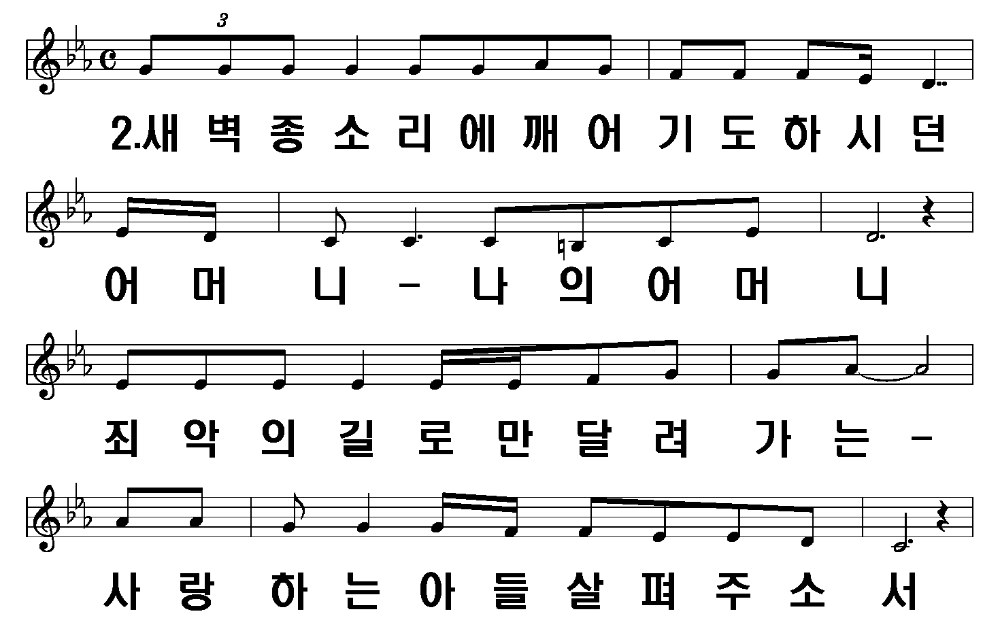 3
2.새 벽 종 소 리 에 깨 어 기 도 하 시 던
어 머 니 - 나 의 어 머 니
죄 악 의 길 로 만 달 려 가 는 -
사 랑 하 는 아 들 살 펴 주 소 서